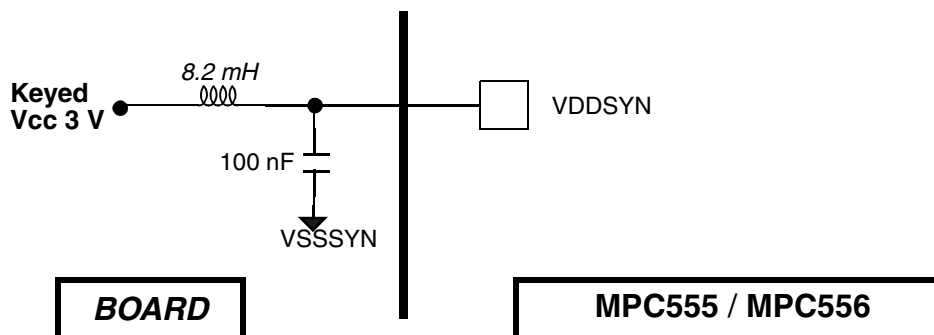 8.2 mH
Keyed
Vcc 3 V
VDDSYN
100 nF
VSSSYN
BOARD
MPC555 / MPC556